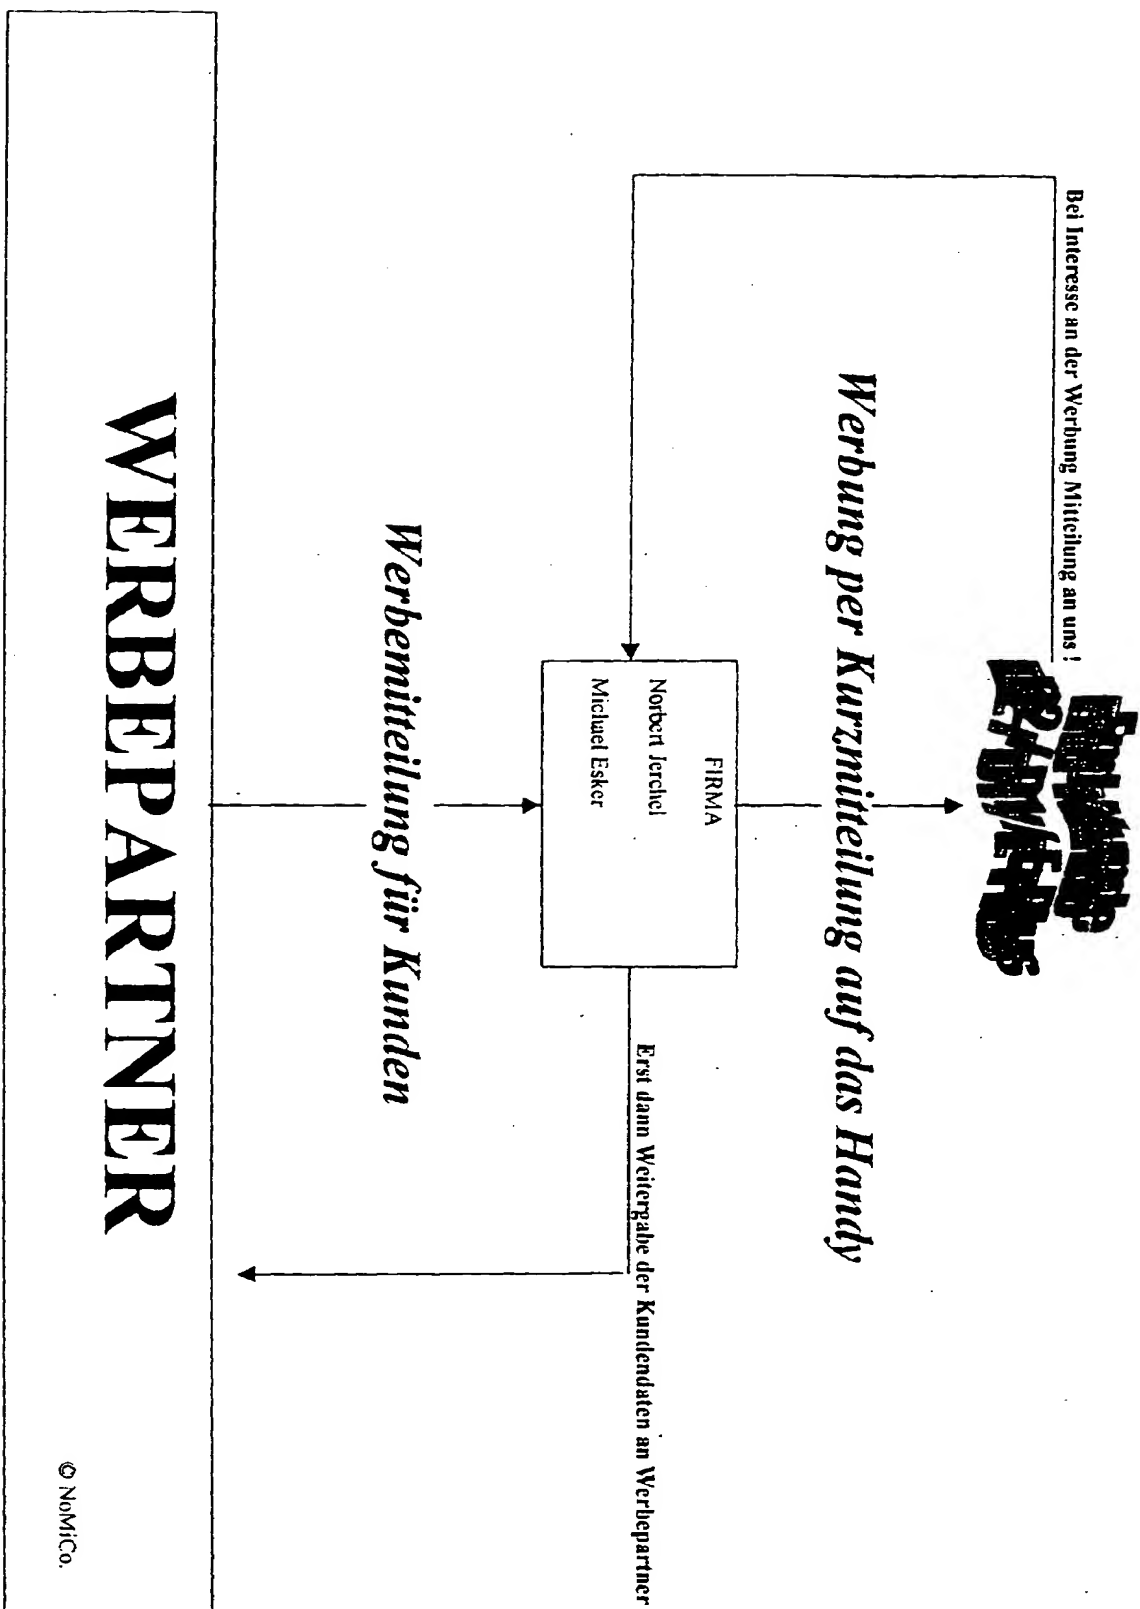 Bei Interesse an der Werbung Mitteilung an uns !
Werbung per Kurzmitteilung auf das Handy
FIRMA
Norbert Jerchel
Michael Esker
Erst dann Weitergabe der Kundendaten an Werbepartner
Werbemitteilung für Kunden
WERBEPARTNER
© NoMiCo.